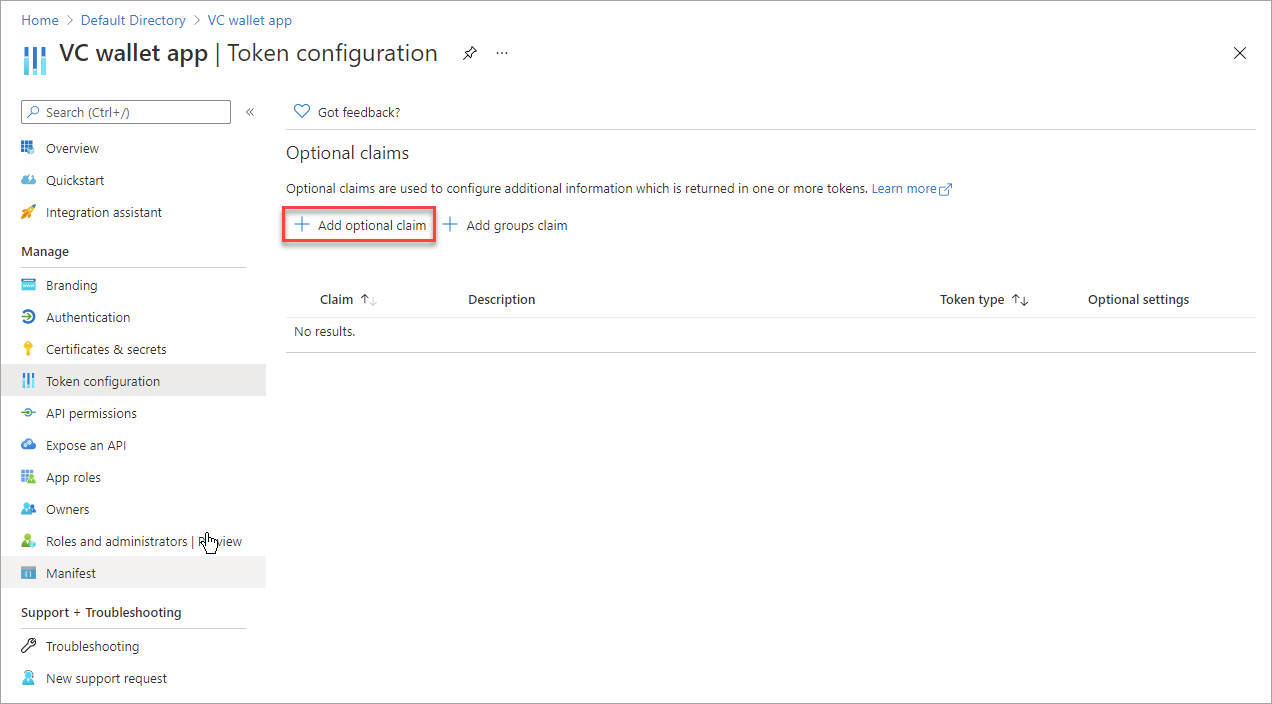 Home > Default Directory > VC wallet app
VC wallet app | Token configuration
Search (Ctrl+/)
Overview
Quickstart
Integration assistant
Manage
Branding
Authentication
Certificates & secrets
Token configuration
API permissions
Expose an API
App roles
Owners
Roles and administrators |
Manifest
Support + Troubleshooting
Troubleshooting
New support request
Got feedback?
Optional claims
Optional claims are used to configure additional information which is returned in one or more tokens. Learn more
Add optional claim Add groups claim
Claim Description Token type Optional settings
No results.